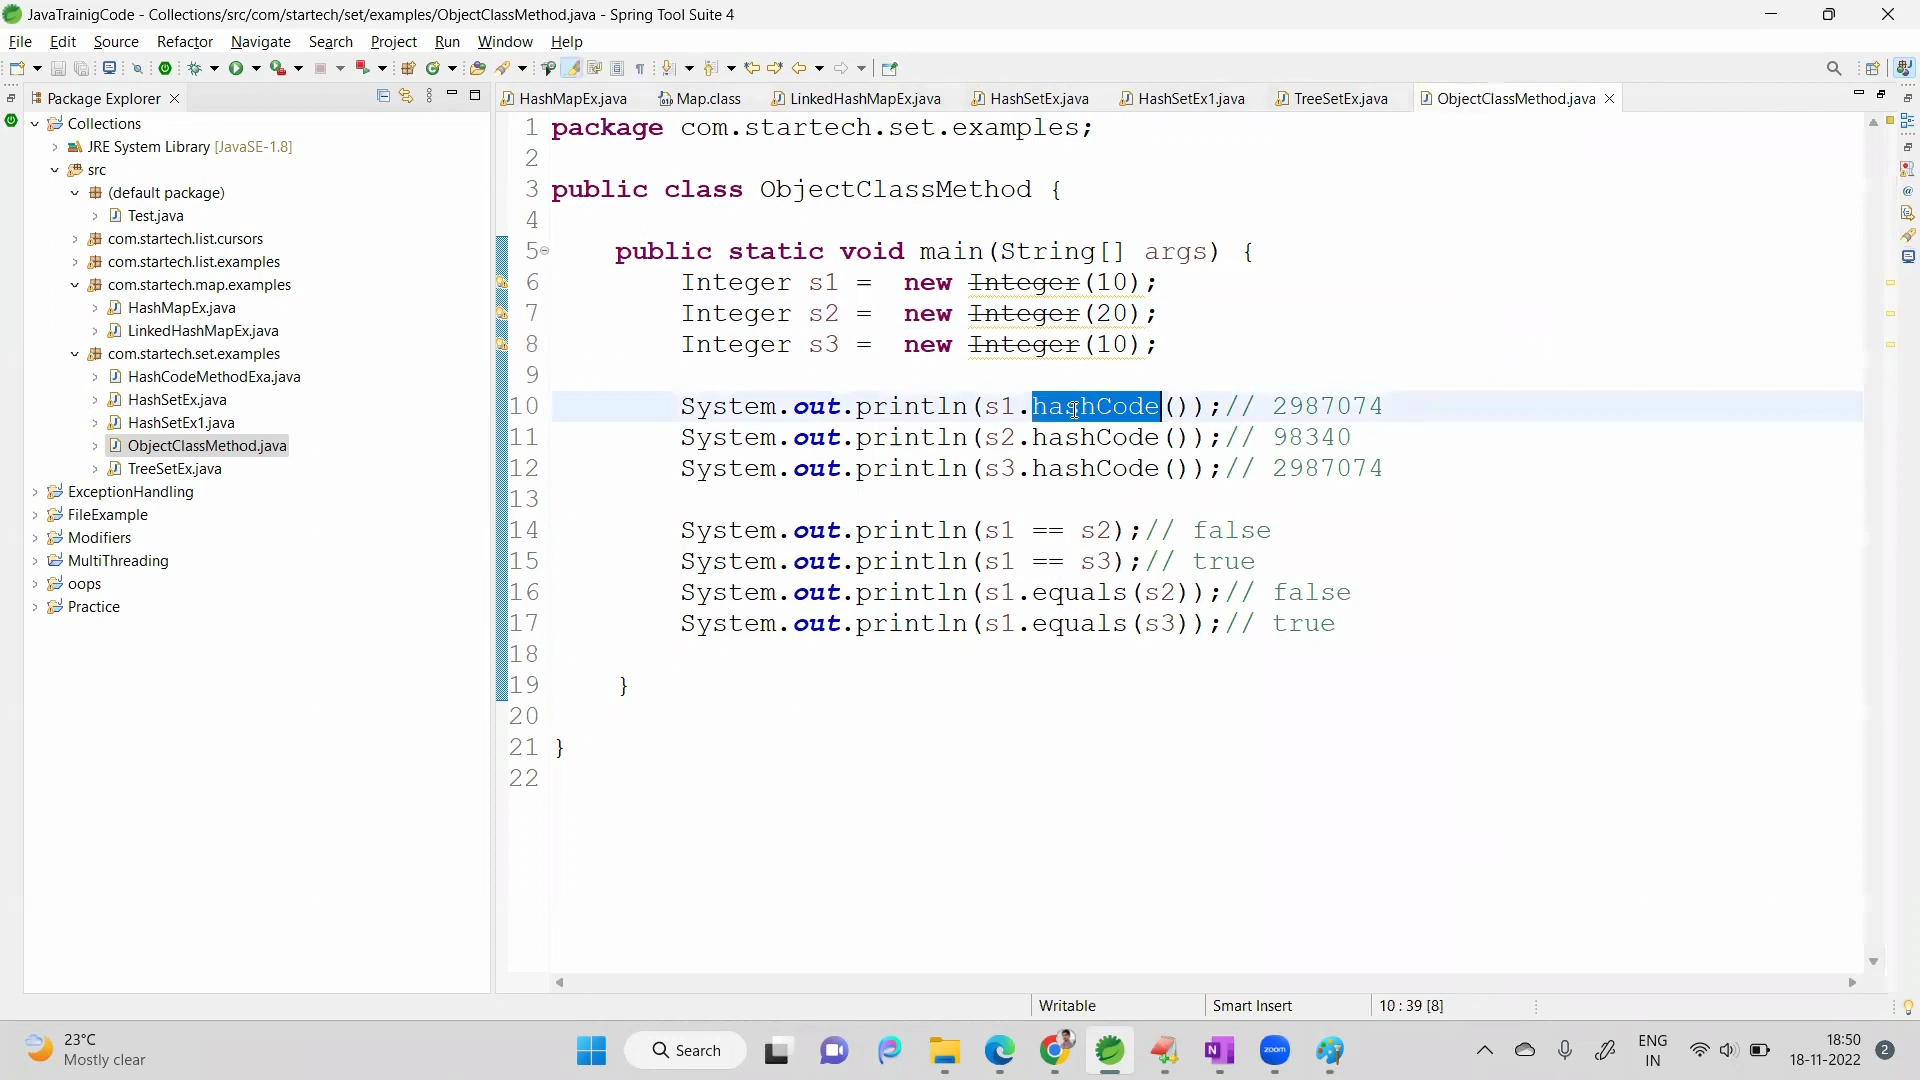 JavaTrainigCode - Collections/src/com/startech/set/examples/ObjectClassMethod.java - Spring Tool Suite 4
File Edit Source Refactor Navigate Search Project Run Window Help
Package Explorer
HashMapEx.java Map.class LinkedHashMapEx.java HashSetEx.java HashSetEx1.java TreeSetEx.java ObjectClassMethod.java
Collections
JRE System Library [JavaSE-1.8]
src
(default package)
Test.java
com.startech.list.cursors
com.startech.list.examples
com.startech.map.examples
HashMapEx.java
LinkedHashMapEx.java
com.startech.set.examples
HashCodeMethodExa.java
HashSetEx.java
HashSetEx1.java
ObjectClassMethod.java
TreeSetEx.java
ExceptionHandling
FileExample
Modifiers
MultiThreading
oops
Practice
1 package com.startech.set.examples;
2
3 public class ObjectClassMethod {
4
5 public static void main(String[] args) {
6 Integer s1 = new Integer(10);
7 Integer s2 = new Integer(20);
8 Integer s3 = new Integer(10);
9
10 System.out.println(s1.hashCode());// 2987074
11 System.out.println(s2.hashCode());// 98340
12 System.out.println(s3.hashCode());// 2987074
13
14 System.out.println(s1 == s2);// false
15 System.out.println(s1 == s3);// true
16 System.out.println(s1.equals(s2));// false
17 System.out.println(s1.equals(s3));// true
18
19 }
20
21 }
22
Writable Smart Insert 10 : 39 [8]
23°C
Mostly clear
Search
zoom
ENG
IN
18:50
18-11-2022
2